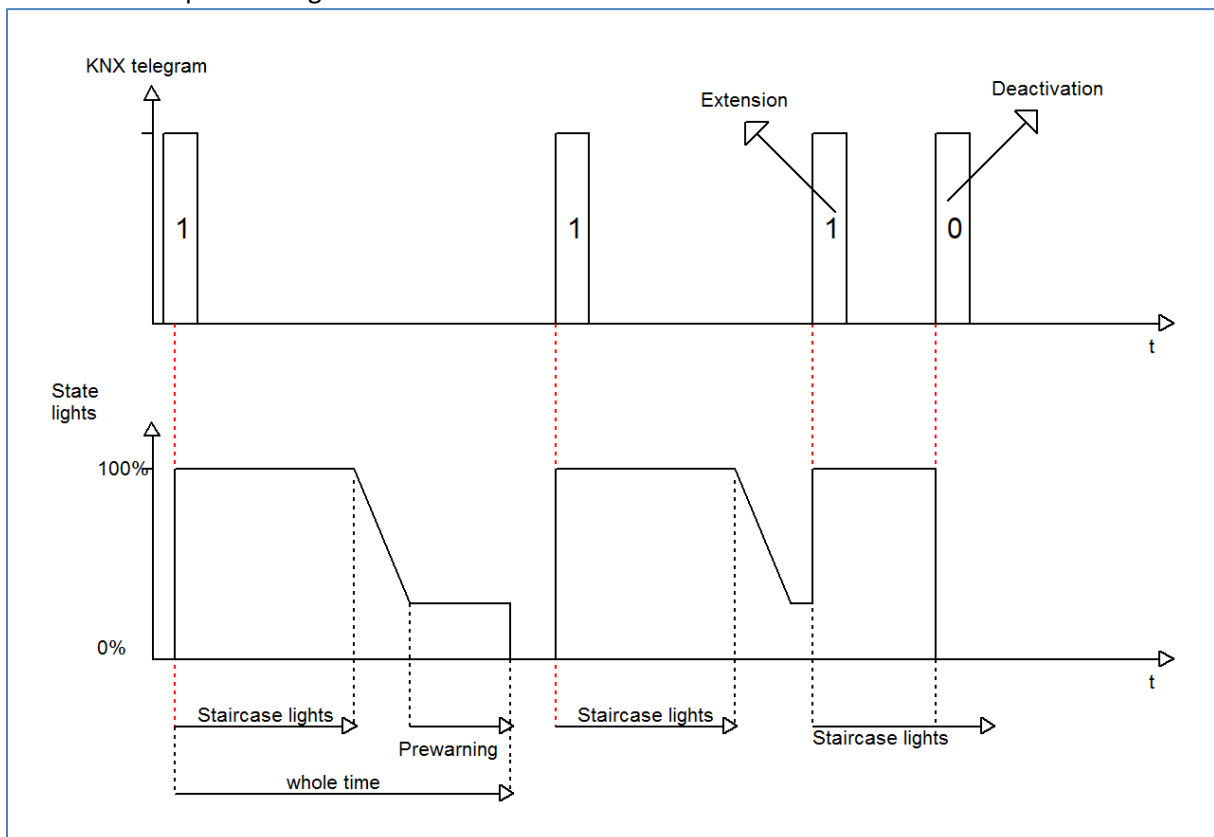 KNX telegram
Extension
Deactivation
1
1
1
0
t
State
lights
100%
0%
t
Staircase lights
Staircase lights
Staircase lights
Prewarning
whole time